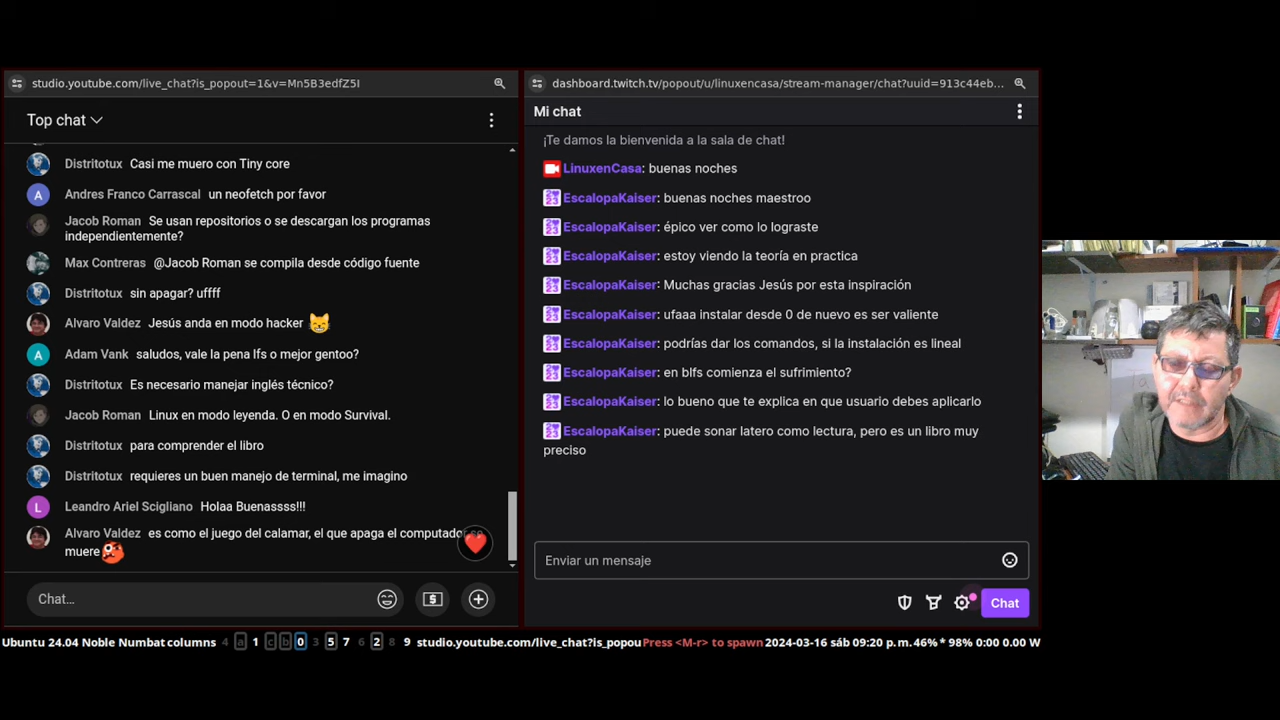 studio.youtube.com/live_chat?is_popout=1&v=Mn5B3edfZ5I
Top chat
Distritotux Casi me muero con Tiny core
Andres Franco Carrascal un neofetch por favor
Jacob Roman Se usan repositorios o se descargan los programas
independientemente?
Max Contreras @Jacob Roman se compila desde código fuente
Distritotux sin apagar? uffff
Alvaro Valdez Jesús anda en modo hacker
Adam Vank saludos, vale la pena lfs o mejor gentoo?
Distritotux Es necesario manejar inglés técnico?
Jacob Roman Linux en modo leyenda. O en modo Survival.
Distritotux para comprender el libro
Distritotux requieres un buen manejo de terminal, me imagino
Leandro Ariel Scigliano Holaa Buenassss!!!
Alvaro Valdez es como el juego del calamar, el que apaga el computador se
muere
Chat...
dashboard.twitch.tv/popout/u/linuxencasa/stream-manager/chat?uuid=913c44eb...
Mi chat
¡Te damos la bienvenida a la sala de chat!
LinuxenCasa: buenas noches
EscalopaKaiser: buenas noches maestroo
EscalopaKaiser: épico ver como lo lograste
EscalopaKaiser: estoy viendo la teoría en practica
EscalopaKaiser: Muchas gracias Jesús por esta inspiración
EscalopaKaiser: ufaaa instalar desde 0 de nuevo es ser valiente
EscalopaKaiser: podrías dar los comandos, si la instalación es lineal
EscalopaKaiser: en blfs comienza el sufrimiento?
EscalopaKaiser: lo bueno que te explica en que usuario debes aplicarlo
EscalopaKaiser: puede sonar latero como lectura, pero es un libro muy
preciso
Enviar un mensaje
Chat
Ubuntu 24.04 Noble Numbat columns 4 a 1 c b 0 3 5 7 6 2 8 9 studio.youtube.com/live_chat?is_popou Press <M-r> to spawn 2024-03-16 sáb 09:20 p. m. 46% * 98% 0:00 0.00 W